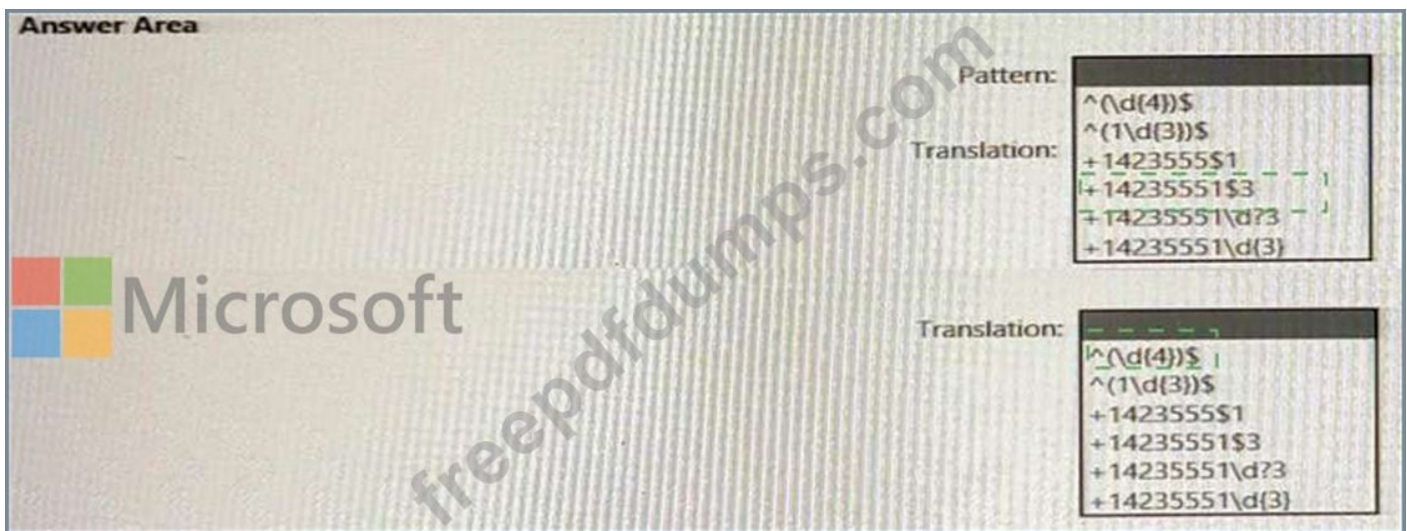 Answer Area
Pattern:
^(\d{4})$
^(1\d{3})$
Translation:
+1423555$1
+14235551$3
+14235551\d?3
+14235551\d{3}
Microsoft
freepdfdumps.com
Translation:
^(\d{4})$
^(1\d{3})$
+1423555$1
+14235551$3
+14235551\d?3
+14235551\d{3}